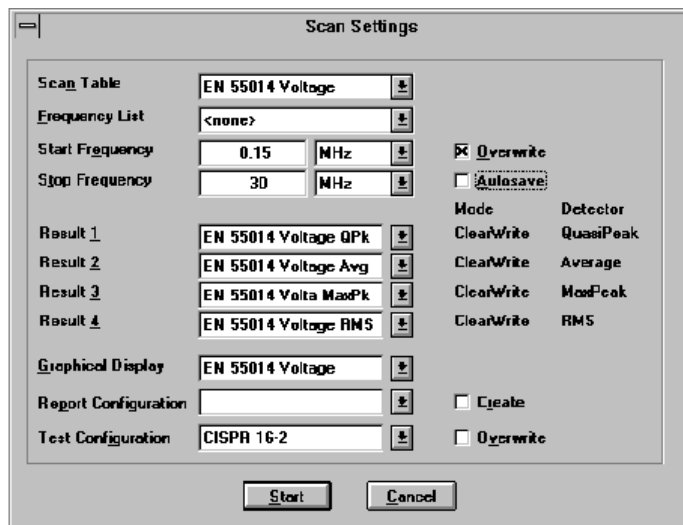 Scan Settings
Scan Table EN 55014 Voltage
Frequency List <none>
Start Frequency 0.15 MHz Overwrite
Stop Frequency 30 MHz Autosave
Mode Detector
Result 1 EN 55014 Voltage QPk ClearWrite QuasiPeak
Result 2 EN 55014 Voltage Avg ClearWrite Average
Result 3 EN 55014 Volta MaxPk ClearWrite MaxPeak
Result 4 EN 55014 Voltage RMS ClearWrite RMS
Graphical Display EN 55014 Voltage
Report Configuration Create
Test Configuration CISPR 16-2 Overwrite
Start Cancel